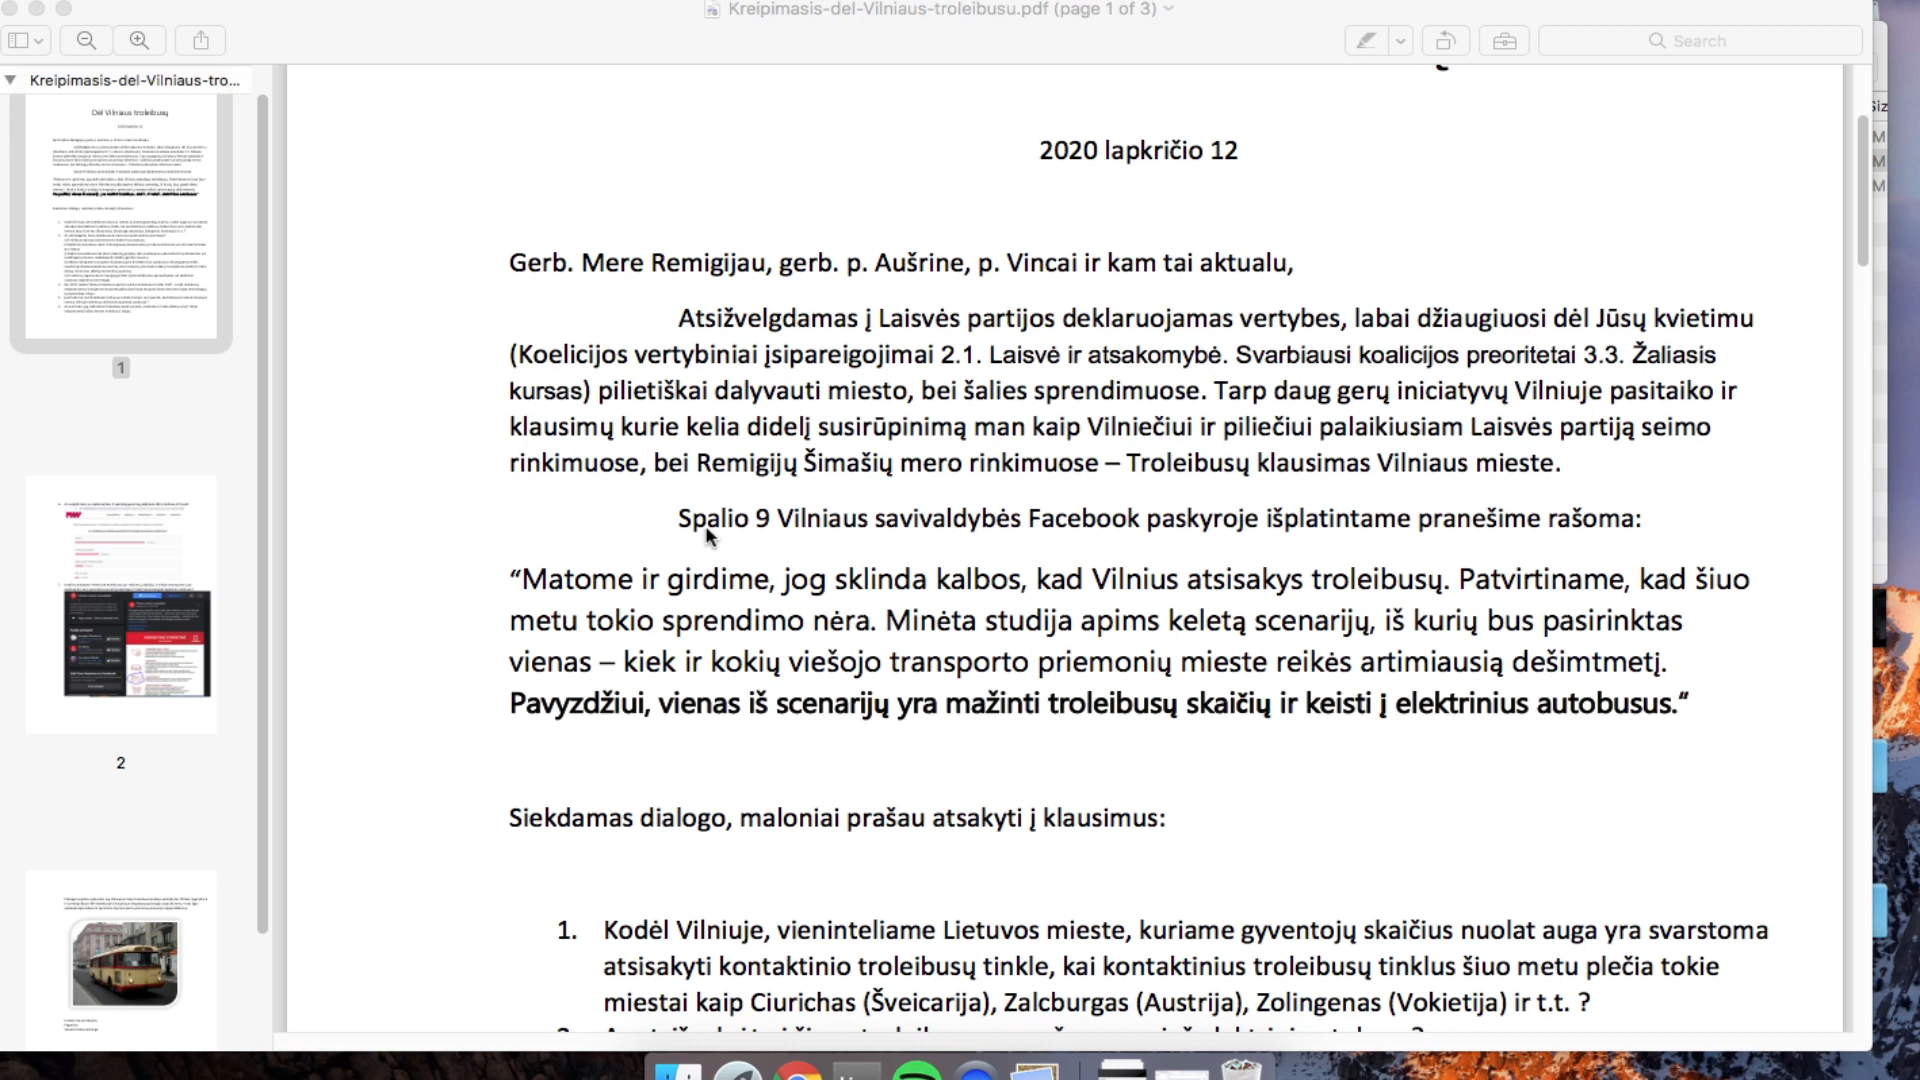 Kreipimasis-del-Vilniaus-troleibusu.pdf (page 1 of 3)
Search
Kreipimasis-del-Vilniaus-tro...
Dėl Vilniaus troleibusų
1
2
2020 lapkričio 12
Gerb. Mere Remigijau, gerb. p. Aušrine, p. Vincai ir kam tai aktualu,
Atsižvelgdamas į Laisvės partijos deklaruojamas vertybes, labai džiaugiuosi dėl Jūsų kvietimu
(Koelicijos vertybiniai įsipareigojimai 2.1. Laisvė ir atsakomybė. Svarbiausi koalicijos preoritetai 3.3. Žaliasis
kursas) pilietiškai dalyvauti miesto, bei šalies sprendimuose. Tarp daug gerų iniciatyvų Vilniuje pasitaiko ir
klausimų kurie kelia didelį susirūpinimą man kaip Vilniečiui ir piliečiui palaikiusiam Laisvės partiją seimo
rinkimuose, bei Remigijų Šimašių mero rinkimuose – Troleibusų klausimas Vilniaus mieste.
Spalio 9 Vilniaus savivaldybės Facebook paskyroje išplatintame pranešime rašoma:
“Matome ir girdime, jog sklinda kalbos, kad Vilnius atsisakys troleibusų. Patvirtiname, kad šiuo
metu tokio sprendimo nėra. Minėta studija apims keletą scenarijų, iš kurių bus pasirinktas
vienas – kiek ir kokių viešojo transporto priemonių mieste reikės artimiausią dešimtmetį.
Pavyzdžiui, vienas iš scenarijų yra mažinti troleibusų skaičių ir keisti į elektrinius autobusus.“
Siekdamas dialogo, maloniai prašau atsakyti į klausimus:
1. Kodėl Vilniuje, vieninteliame Lietuvos mieste, kuriame gyventojų skaičius nuolat auga yra svarstoma
atsisakyti kontaktinio troleibusų tinkle, kai kontaktinius troleibusų tinklus šiuo metu plečia tokie
miestai kaip Ciurichas (Šveicarija), Zalcburgas (Austrija), Zolingenas (Vokietija) ir t.t. ?